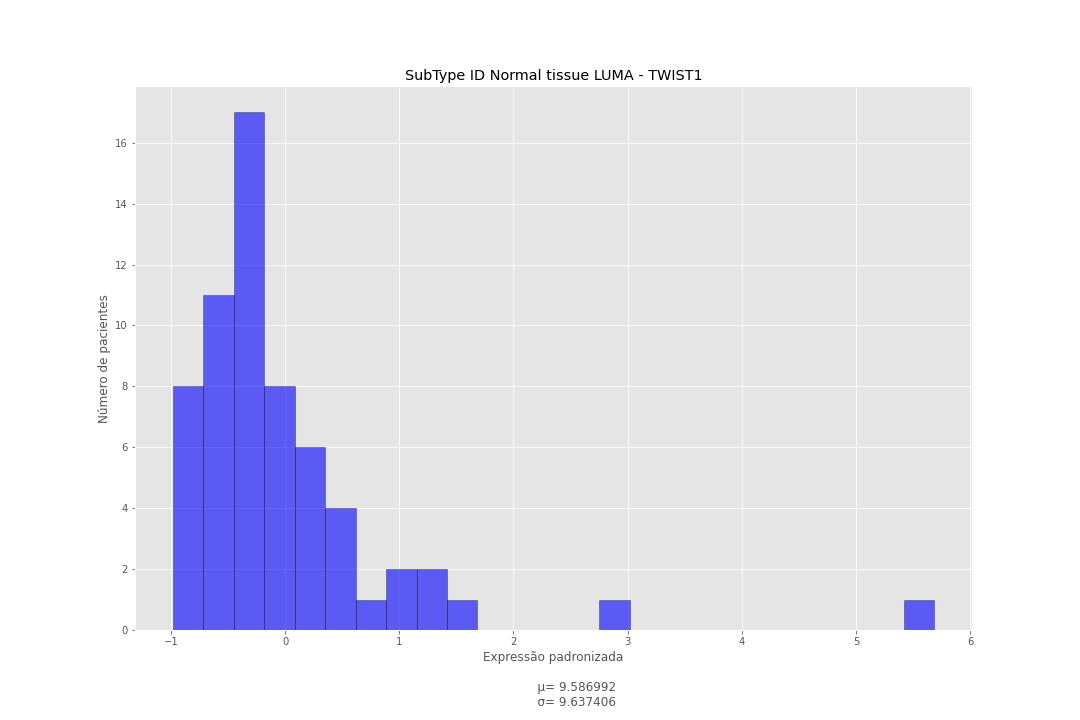 SubType ID Normal tissue LUMA - TWIST1
Número de pacientes
16
14
12
10
8
6
4
2
0
−1 0 1 2 3 4 5 6
Expressão padronizada
μ= 9.586992
σ= 9.637406